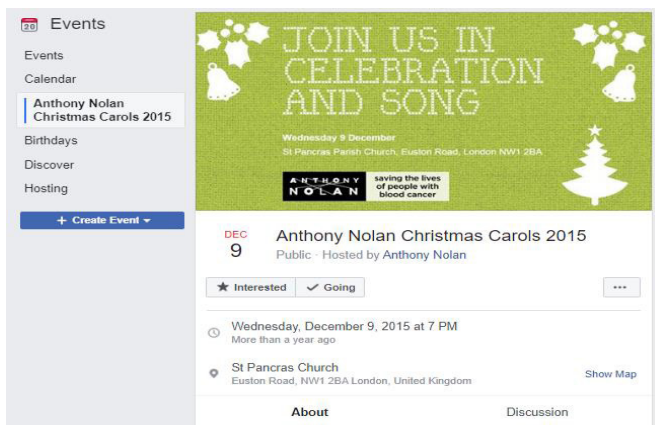 20 Events
Events
Calendar
Anthony Nolan
Christmas Carols 2015
Birthdays
Discover
Hosting
+ Create Event
JOIN US IN
CELEBRATION
AND SONG
Wednesday 9 December
St Pancras Parish Church, Euston Road, London NW1 2BA
ANTHONY
NOLAN
saving the lives
of people with
blood cancer
DEC
9
Anthony Nolan Christmas Carols 2015
Public · Hosted by Anthony Nolan
Interested
Going
...
Wednesday, December 9, 2015 at 7 PM
More than a year ago
St Pancras Church
Euston Road, NW1 2BA London, United Kingdom
Show Map
About
Discussion